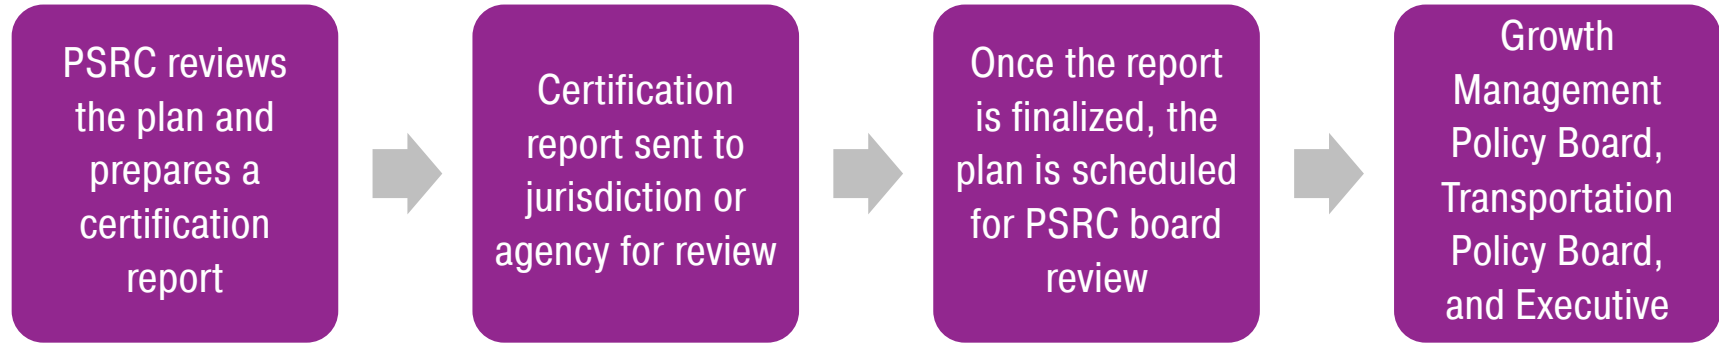 PSRC reviews
the plan and
prepares a
certification
report
Certification
report sent to
jurisdiction or
agency for review
Once the report
is finalized, the
plan is scheduled
for PSRC board
review
Growth
Management
Policy Board,
Transportation
Policy Board,
and Executive